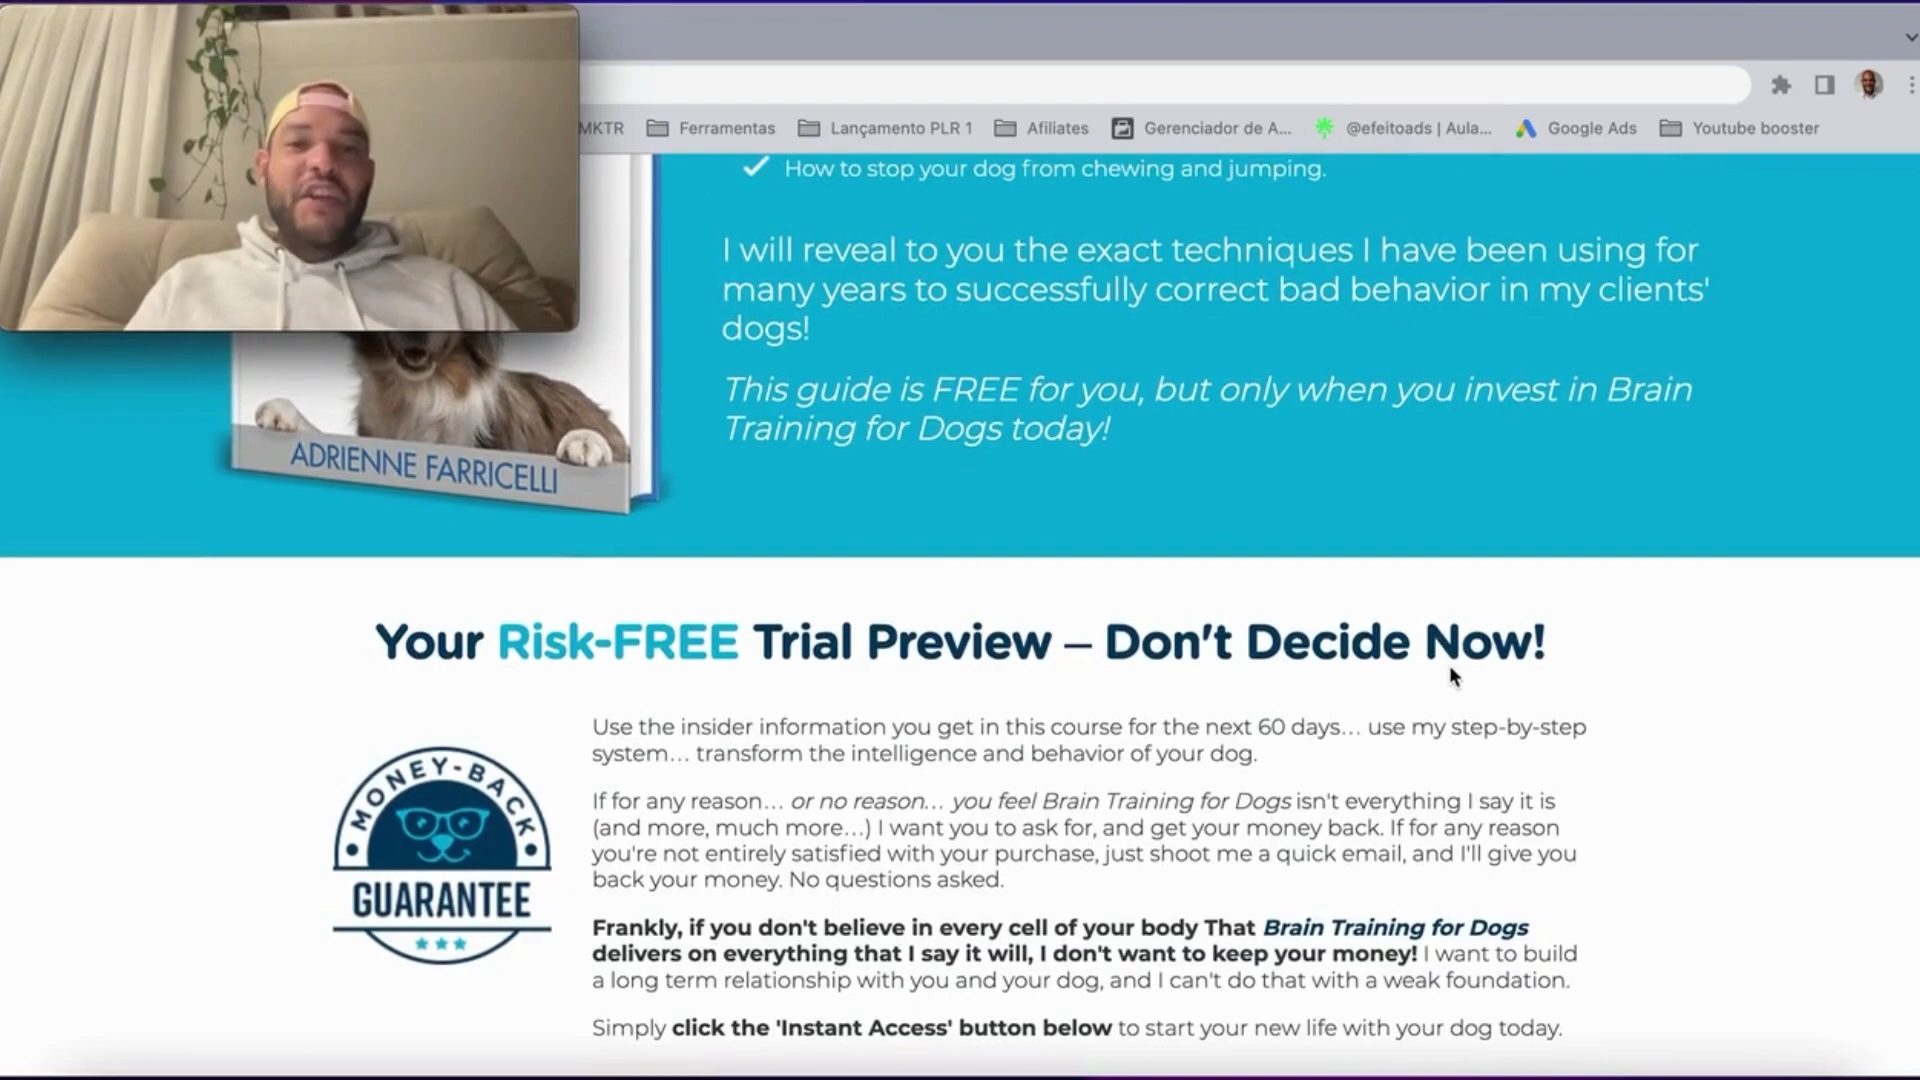 MKTR
Ferramentas
Lançamento PLR 1
Afiliates
Gerenciador de A...
@efeitoads | Aula...
Google Ads
Youtube booster
How to stop your dog from chewing and jumping.
I will reveal to you the exact techniques I have been using for
many years to successfully correct bad behavior in my clients'
dogs!
This guide is FREE for you, but only when you invest in Brain
Training for Dogs today!
ADRIENNE FARRICELLI
Your Risk-FREE Trial Preview – Don't Decide Now!
MONEY-BACK
GUARANTEE
Use the insider information you get in this course for the next 60 days... use my step-by-step
system... transform the intelligence and behavior of your dog.
If for any reason... or no reason... you feel Brain Training for Dogs isn't everything I say it is
(and more, much more...) I want you to ask for, and get your money back. If for any reason
you're not entirely satisfied with your purchase, just shoot me a quick email, and I'll give you
back your money. No questions asked.
Frankly, if you don't believe in every cell of your body That Brain Training for Dogs
delivers on everything that I say it will, I don't want to keep your money! I want to build
a long term relationship with you and your dog, and I can't do that with a weak foundation.
Simply click the 'Instant Access' button below to start your new life with your dog today.